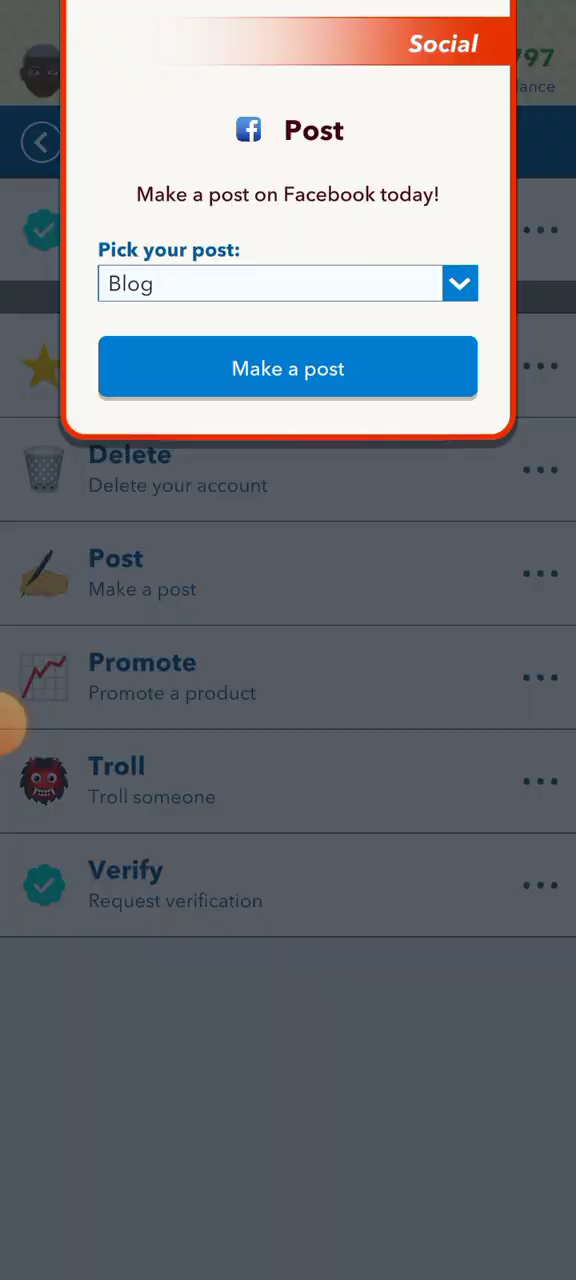 Social
797
Post
Make a post on Facebook today!
Pick your post:
Blog
Make a post
Delete
Delete your account
Post
Make a post
Promote
Promote a product
Troll
Troll someone
Verify
Request verification